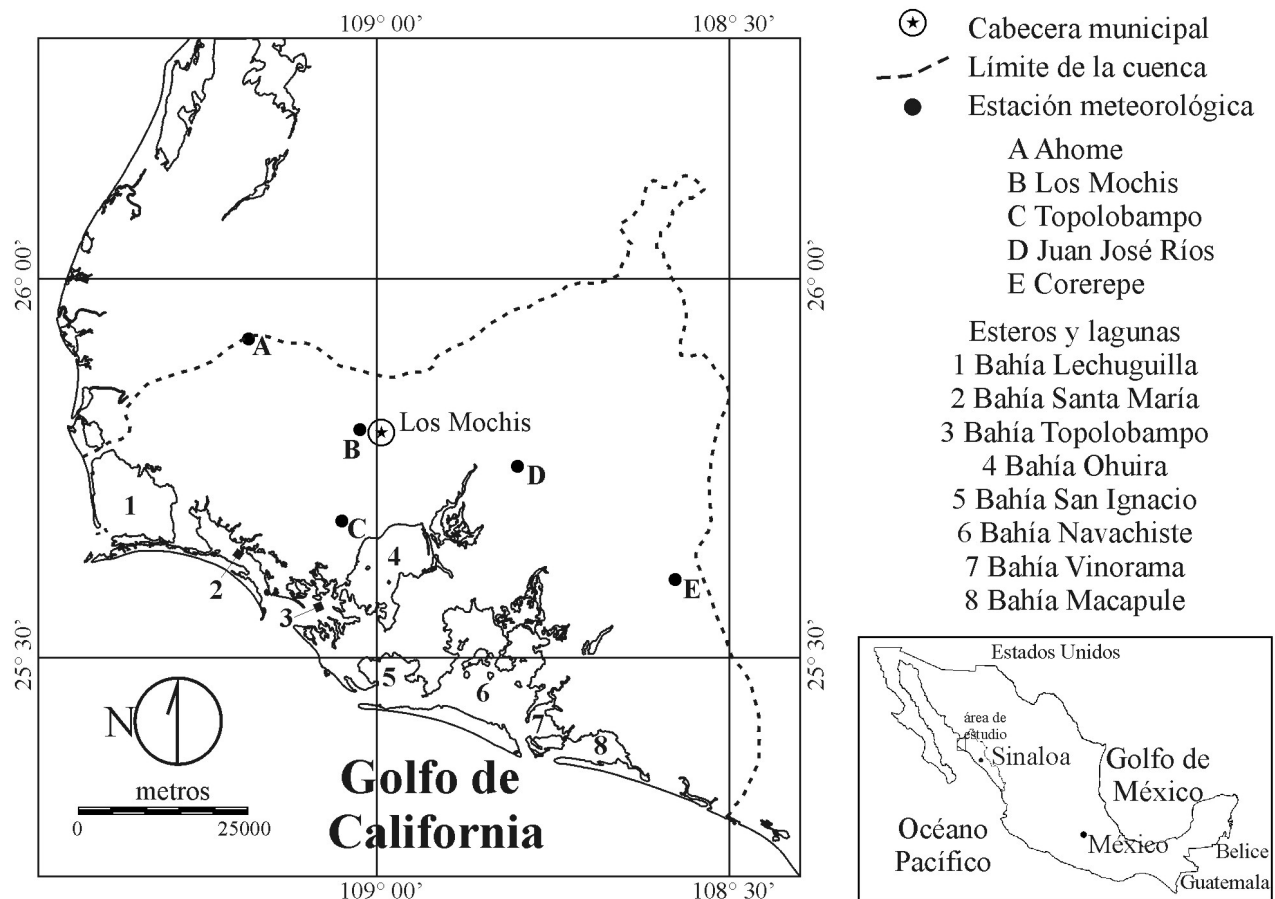 109° 00’
108° 30’
26° 00’
26° 00’
A
B
Los Mochis
D
C
1
4
2
3
E
25° 30’
25° 30’
5
6
7
8
N
metros
0
25000
Golfo de
California
109° 00’
108° 30’
Cabecera municipal
Límite de la cuenca
Estación meteorológica
A Ahome
B Los Mochis
C Topolobampo
D Juan José Ríos
E Corerepe
Esteros y lagunas
1 Bahía Lechuguilla
2 Bahía Santa María
3 Bahía Topolobampo
4 Bahía Ohuira
5 Bahía San Ignacio
6 Bahía Navachiste
7 Bahía Vinorama
8 Bahía Macapule
Estados Unidos
área de
estudio
Sinaloa
Golfo de
México
Océano
Pacífico
México
Belice
Guatemala